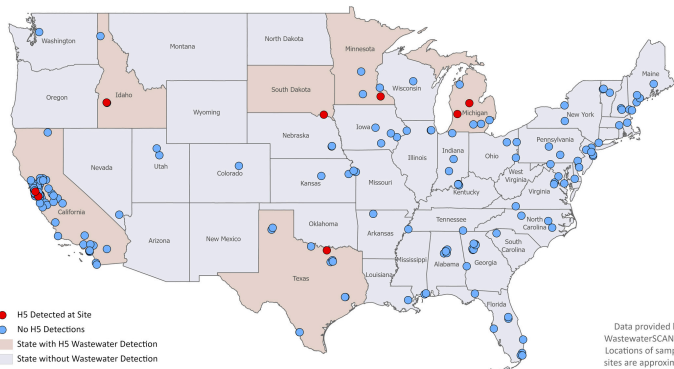 Washington
Montana
North Dakota
Minnesota
Maine
Oregon
Idaho
South Dakota
Wisconsin
Michigan
New York
Wyoming
Nebraska
Iowa
Pennsylvania
Nevada
Utah
Colorado
Kansas
Missouri
Illinois
Indiana
Ohio
West
Virginia
Virginia
Kentucky
California
Arizona
New Mexico
Oklahoma
Arkansas
Tennessee
North
Carolina
South
Carolina
Texas
Louisiana
Mississippi
Alabama
Georgia
Florida
H5 Detected at Site
No H5 Detections
State with H5 Wastewater Detection
State without Wastewater Detection
Data provided
WastewaterSCAN
Locations of samp
sites are approxin